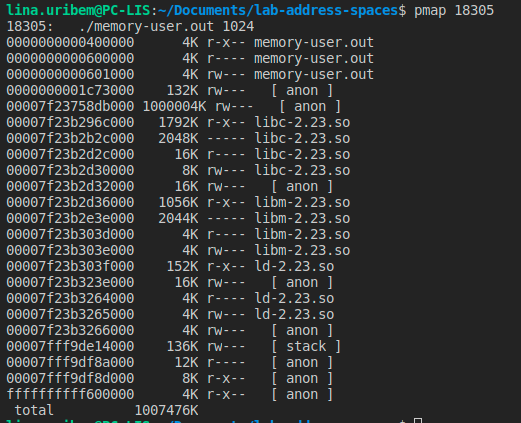 lina.uribem@PC-LIS:~/Documents/lab-address-spaces$ pmap 18305
18305:   ./memory-user.out 1024
0000000000400000      4K r-x-- memory-user.out
0000000000600000      4K r---- memory-user.out
0000000000601000      4K rw--- memory-user.out
0000000001c73000    132K rw---   [ anon ]
00007f23758db000 1000004K rw---   [ anon ]
00007f23b296c000   1792K r-x-- libc-2.23.so
00007f23b2b2c000   2048K ----- libc-2.23.so
00007f23b2d2c000     16K r---- libc-2.23.so
00007f23b2d30000      8K rw--- libc-2.23.so
00007f23b2d32000     16K rw---   [ anon ]
00007f23b2d36000   1056K r-x-- libm-2.23.so
00007f23b2e3e000   2044K ----- libm-2.23.so
00007f23b303d000      4K r---- libm-2.23.so
00007f23b303e000      4K rw--- libm-2.23.so
00007f23b303f000    152K r-x-- ld-2.23.so
00007f23b323e000     16K rw---   [ anon ]
00007f23b3264000      4K r---- ld-2.23.so
00007f23b3265000      4K rw--- ld-2.23.so
00007f23b3266000      4K rw---   [ anon ]
00007fff9de14000    136K rw---   [ stack ]
00007fff9df8a000     12K r----   [ anon ]
00007fff9df8d000      8K r-x--   [ anon ]
ffffffffff600000      4K r-x--   [ anon ]
 total          1007476K